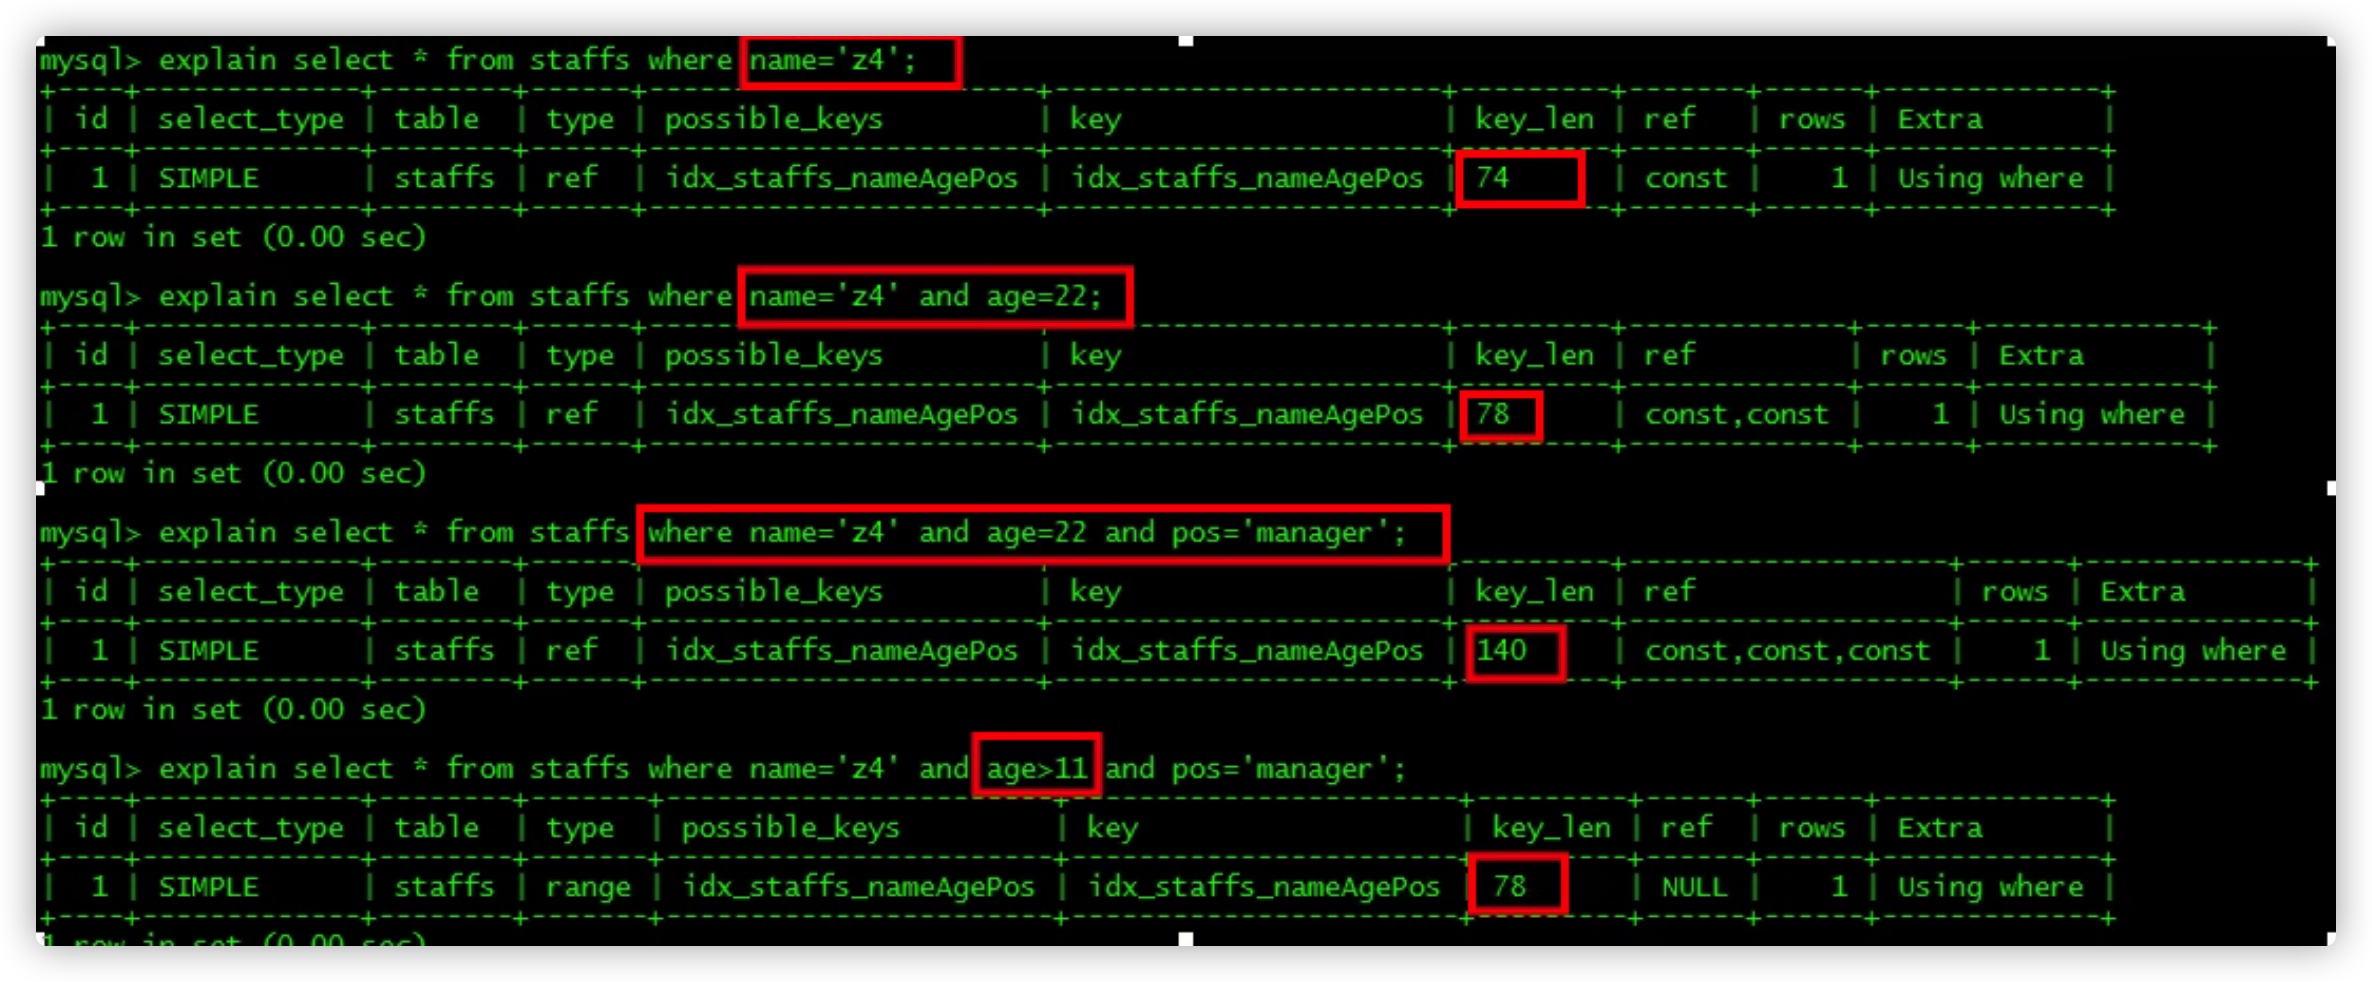 mysql> explain select * from staffs where name='z4';
+----+-------------+--------+------+-----------------------+-----------------------+---------+-------+------+-------------+
| id | select_type | table  | type | possible_keys         | key                   | key_len | ref   | rows | Extra       |
+----+-------------+--------+------+-----------------------+-----------------------+---------+-------+------+-------------+
|  1 | SIMPLE      | staffs | ref  | idx_staffs_nameAgePos | idx_staffs_nameAgePos | 74      | const |    1 | Using where |
+----+-------------+--------+------+-----------------------+-----------------------+---------+-------+------+-------------+
1 row in set (0.00 sec)
mysql> explain select * from staffs where name='z4' and age=22;
+----+-------------+--------+------+-----------------------+-----------------------+---------+-------------+------+-------------+
| id | select_type | table  | type | possible_keys         | key                   | key_len | ref         | rows | Extra       |
+----+-------------+--------+------+-----------------------+-----------------------+---------+-------------+------+-------------+
|  1 | SIMPLE      | staffs | ref  | idx_staffs_nameAgePos | idx_staffs_nameAgePos | 78      | const,const |    1 | Using where |
+----+-------------+--------+------+-----------------------+-----------------------+---------+-------------+------+-------------+
1 row in set (0.00 sec)
mysql> explain select * from staffs where name='z4' and age=22 and pos='manager';
+----+-------------+--------+------+-----------------------+-----------------------+---------+-------------------+------+-------------+
| id | select_type | table  | type | possible_keys         | key                   | key_len | ref               | rows | Extra       |
+----+-------------+--------+------+-----------------------+-----------------------+---------+-------------------+------+-------------+
|  1 | SIMPLE      | staffs | ref  | idx_staffs_nameAgePos | idx_staffs_nameAgePos | 140     | const,const,const |    1 | Using where |
+----+-------------+--------+------+-----------------------+-----------------------+---------+-------------------+------+-------------+
1 row in set (0.00 sec)
mysql> explain select * from staffs where name='z4' and age>11 and pos='manager';
+----+-------------+--------+-------+-----------------------+-----------------------+---------+------+------+-------------+
| id | select_type | table  | type  | possible_keys         | key                   | key_len | ref  | rows | Extra       |
+----+-------------+--------+-------+-----------------------+-----------------------+---------+------+------+-------------+
|  1 | SIMPLE      | staffs | range | idx_staffs_nameAgePos | idx_staffs_nameAgePos | 78      | NULL |    1 | Using where |
+----+-------------+--------+-------+-----------------------+-----------------------+---------+------+------+-------------+
1 row in set (0.00 sec)